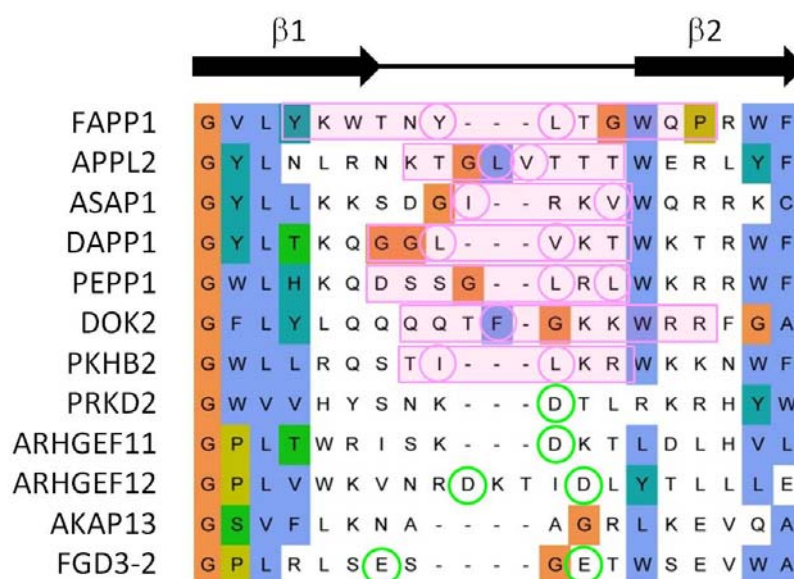 β1 β2
FAPP1 G V L Y K W T N Y - - - L T G W Q P R W F
APPL2 G Y L N L R N K T G L V T T T W E R L Y F
ASAP1 G Y L L K K S D G I - - R K V W Q R R K C
DAPP1 G Y L T K Q G G L - - - V K T W K T R W F
PEPP1 G W L H K Q D S S G - - L R L W K R R W F
DOK2 G F L Y L Q Q Q Q T F - G K K W R R F G A
PKHB2 G W L L R Q S T I - - - L K R W K K N W F
PRKD2 G W V V H Y S N K - - - D T L R K R H Y W
ARHGEF11 G P L T W R I S K - - - D K T L D L H V L
ARHGEF12 G P L V W K V N R D K T I D L Y T L L L E
AKAP13 G S V F L K N A - - - - A G R L K E V Q A
FGD3-2 G P L R L S E S - - - - G E T W S E V W A